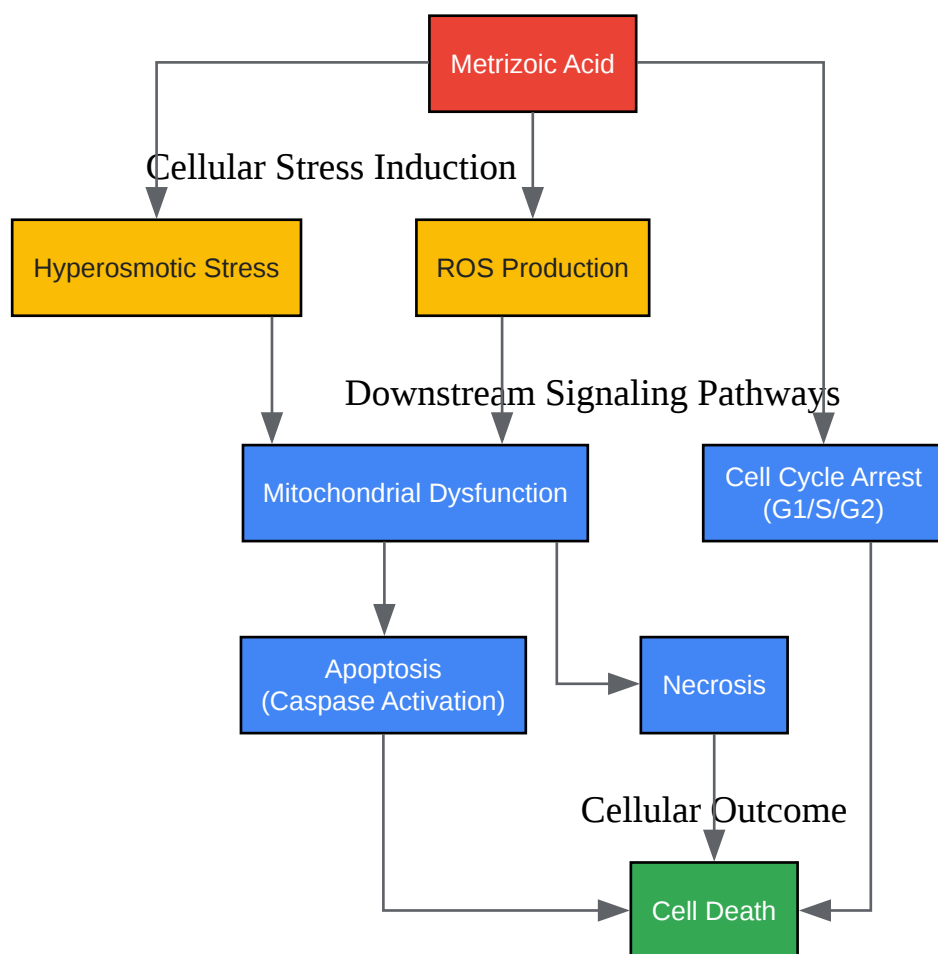 Metrizoic Acid
Cellular Stress Induction
Hyperosmotic Stress
ROS Production
Downstream Signaling Pathways
Mitochondrial Dysfunction
Cell Cycle Arrest
(G1/S/G2)
Apoptosis
(Caspase Activation)
Necrosis
Cellular Outcome
Cell Death